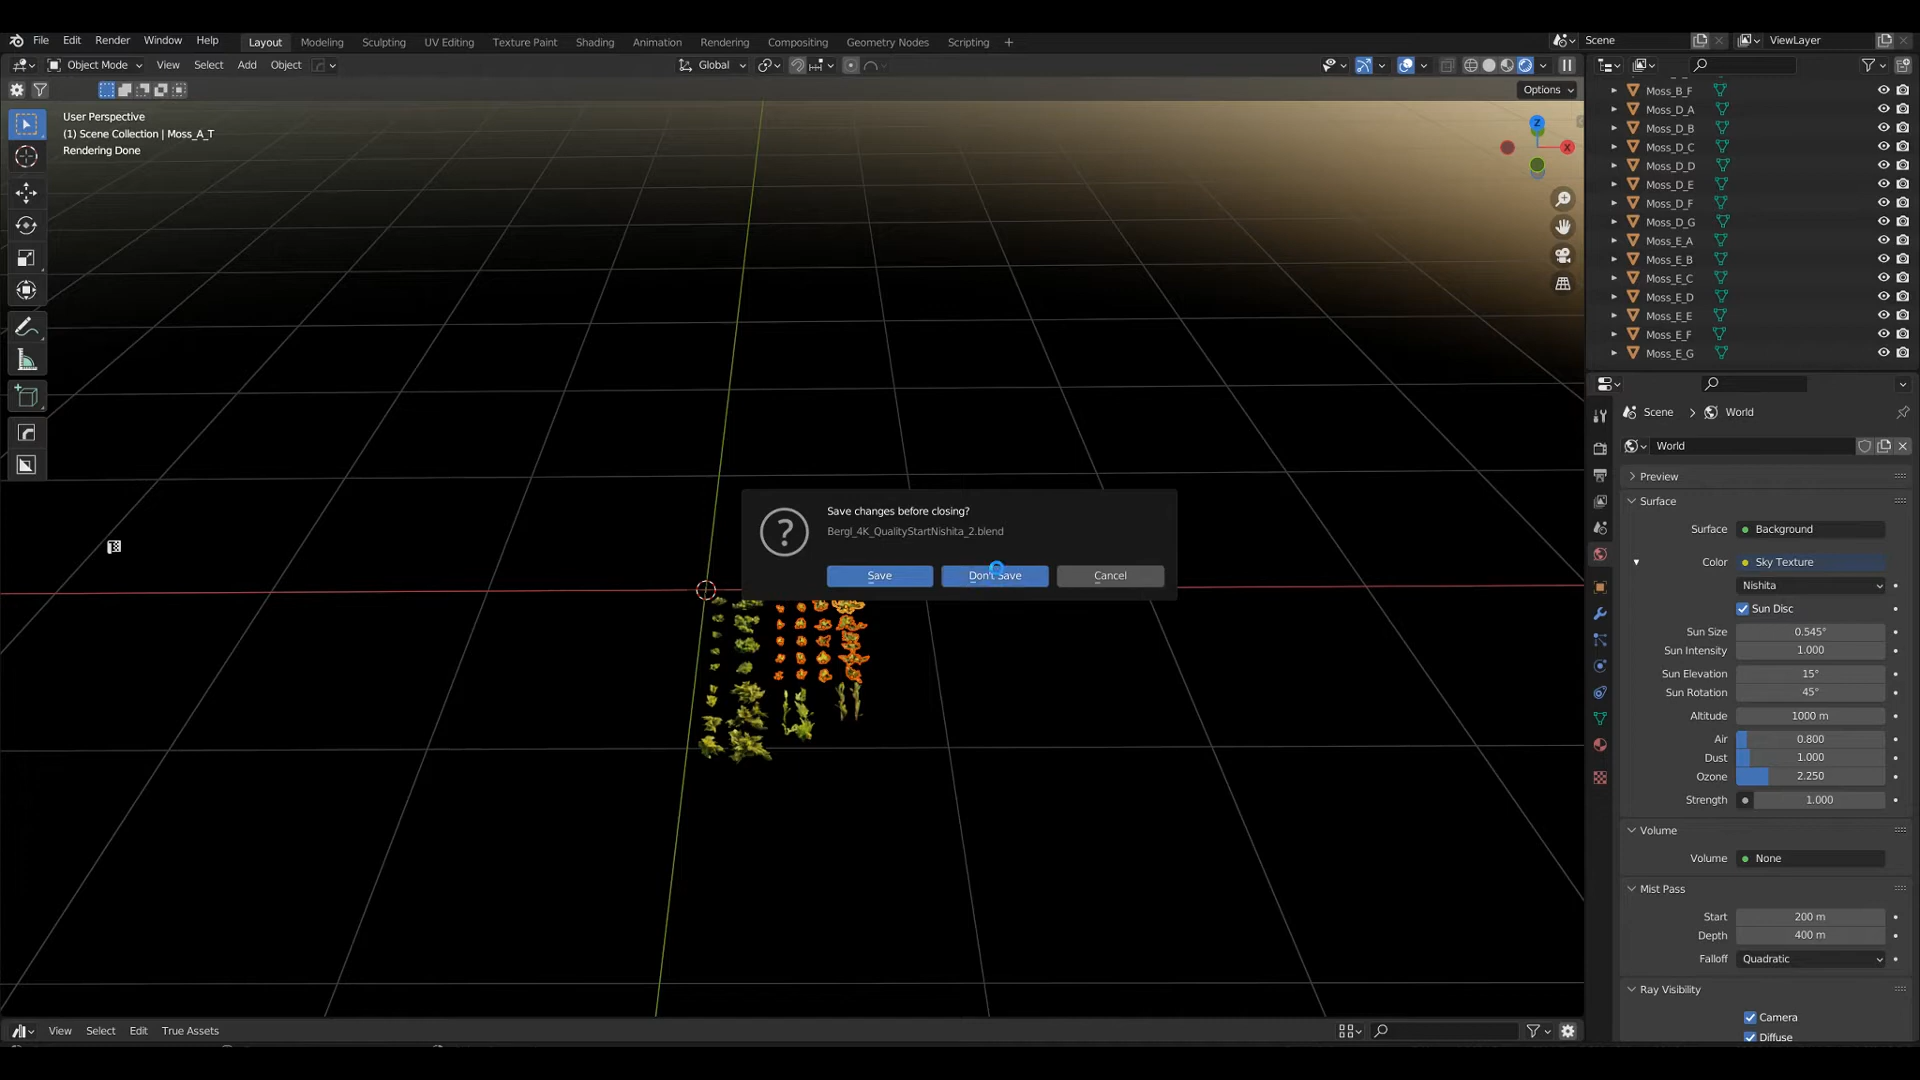 File Edit Render Window Help Layout Modeling Sculpting UV Editing Texture Paint Shading Animation Rendering Compositing Geometry Nodes Scripting + Scene ViewLayer
Object Mode View Select Add Object Global
Options
User Perspective
(1) Scene Collection | Moss_A_T
Rendering Done
Z
X
Moss_B_F
Moss_D_A
Moss_D_B
Moss_D_C
Moss_D_D
Moss_D_E
Moss_D_F
Moss_D_G
Moss_E_A
Moss_E_B
Moss_E_C
Moss_E_D
Moss_E_E
Moss_E_F
Moss_E_G
Scene > World
World
Preview
Surface
Surface Background
Color Sky Texture
Nishita
Sun Disc
Sun Size 0.545°
Sun Intensity 1.000
Sun Elevation 15°
Sun Rotation 45°
Altitude 1000 m
Air 0.800
Dust 1.000
Ozone 2.250
Strength 1.000
Volume
Volume None
Mist Pass
Start 200 m
Depth 400 m
Falloff Quadratic
Ray Visibility
Camera
Diffuse
Save changes before closing?
Bergl_4K_QualityStartNishita_2.blend
Save Don't Save Cancel
View Select Edit True Assets